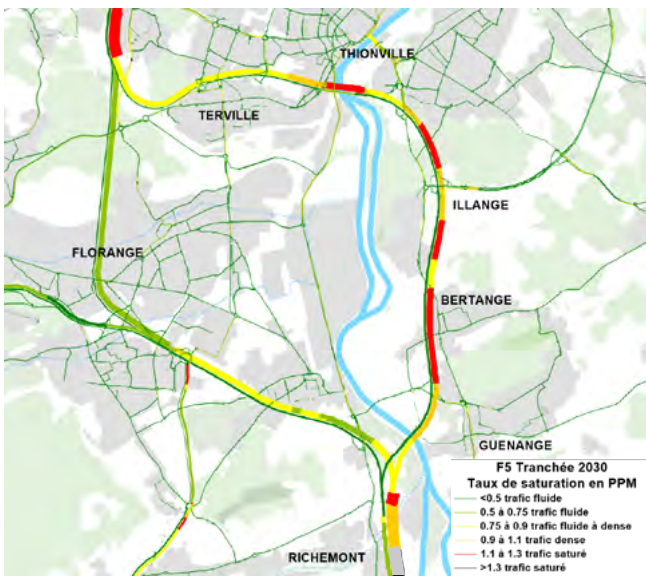 THIONVILLE
TERVILLE
ILLANGE
FLORANGE
BERTANGE
GUENANGE
F5 Tranchée 2030
Taux de saturation en PPM
<0.5 trafic fluide
0.5 à 0.75 trafic fluide
0.75 à 0.9 trafic fluide à dense
0.9 à 1.1 trafic dense
1.1 à 1.3 trafic saturé
>1.3 trafic saturé
RICHEMONT